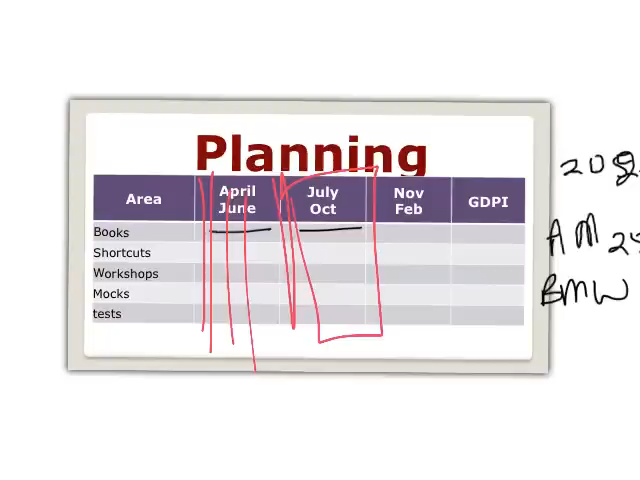 Planning
Area April June July Oct Nov Feb GDPI
Books
Shortcuts
Workshops
Mocks
tests
AM
BMW